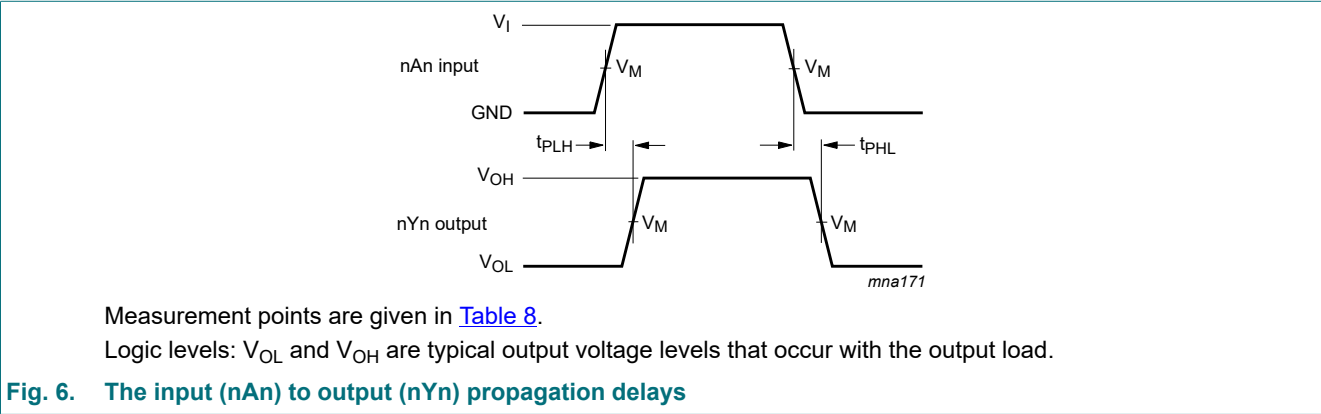 V_I
nAn input
V_M
V_M
GND
t_PLH
t_PHL
V_OH
nYn output
V_M
V_M
V_OL
mna171
Measurement points are given in Table 8.
Logic levels: V_OL and V_OH are typical output voltage levels that occur with the output load.
Fig. 6. The input (nAn) to output (nYn) propagation delays